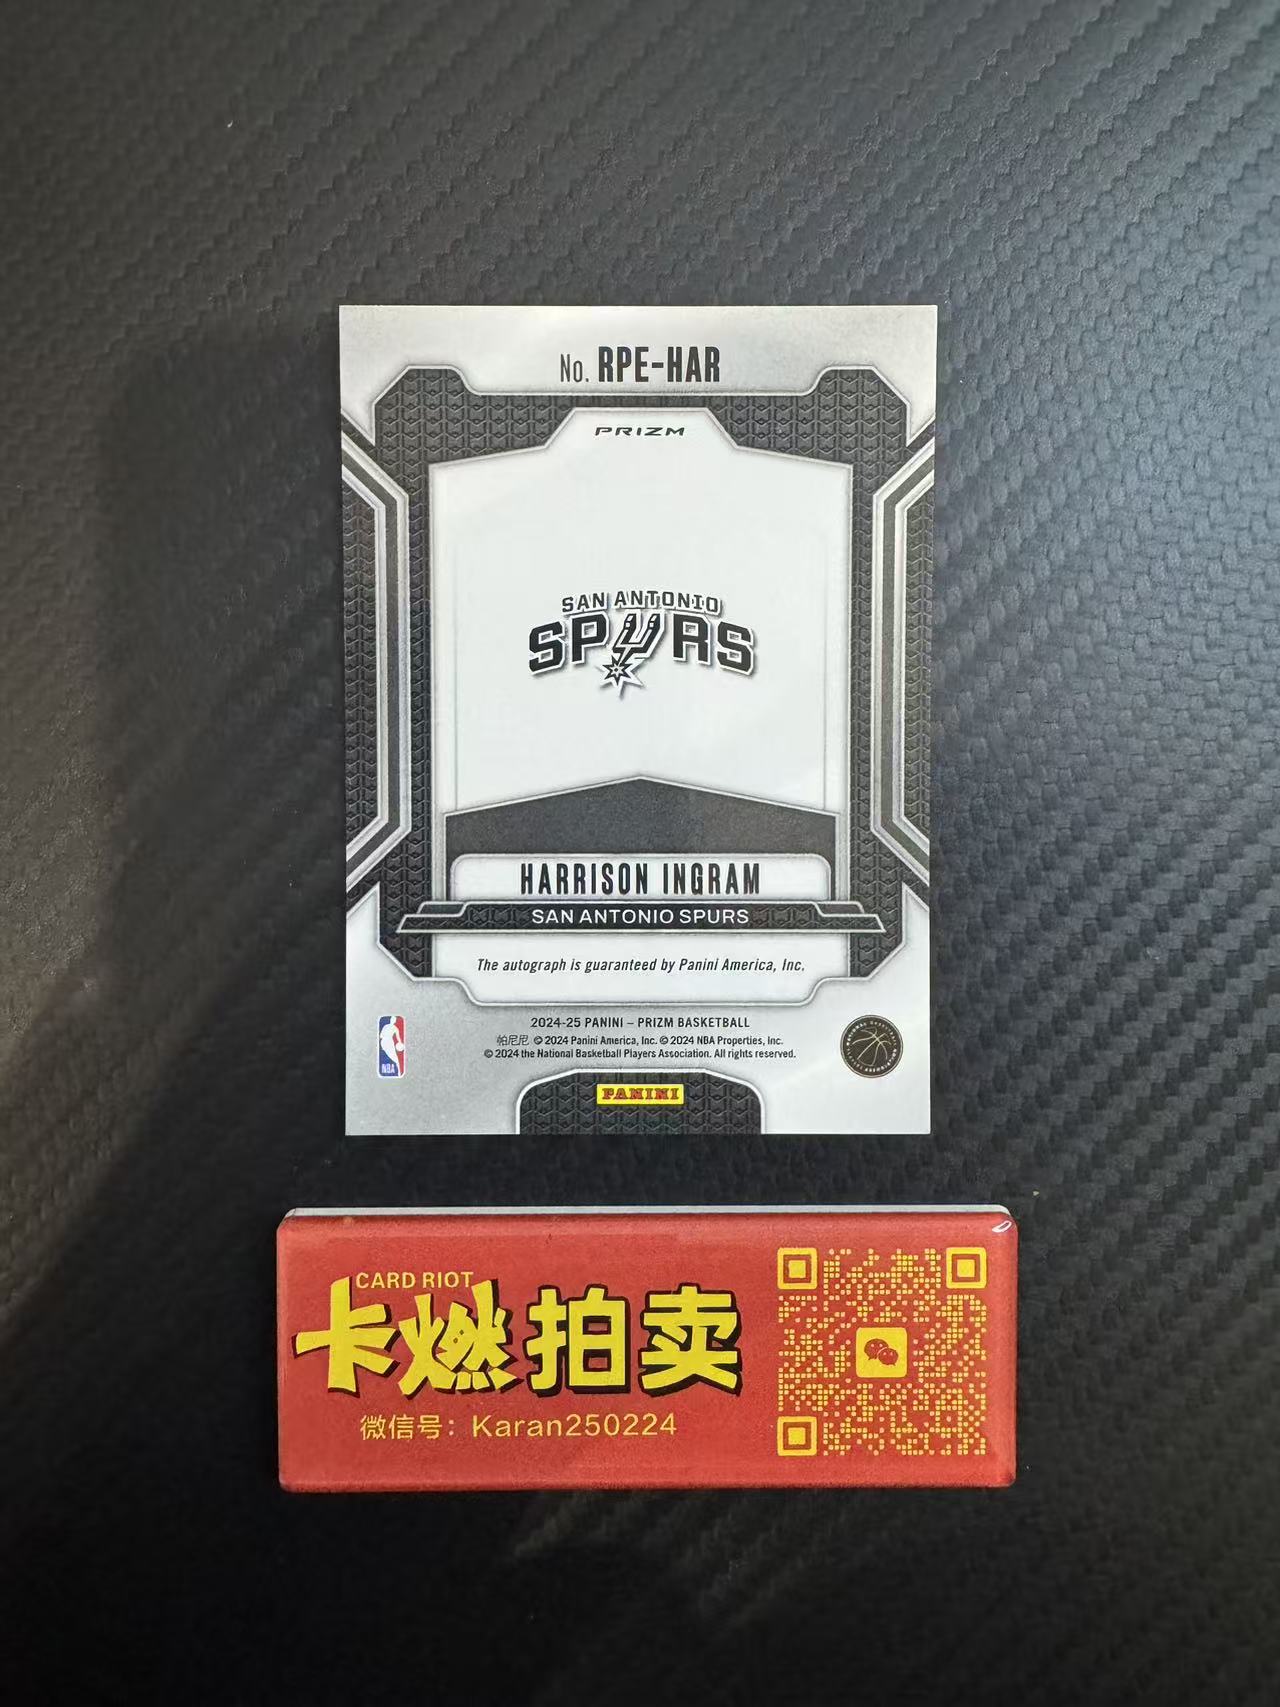 No. RPE-HAR
PRIZM
SAN ANTONIO
SPURS
HARRISON INGRAM
SAN ANTONIO SPURS
The autograph is guaranteed by Panini America, Inc.
2024-25 PANINI – PRIZM BASKETBALL
帕尼尼 © 2024 Panini America, Inc. © 2024 NBA Properties, Inc.
© 2024 the National Basketball Players Association. All rights reserved.
NBA
PANINI
CARD RIOT
卡燃拍卖
微信号：Karan250224